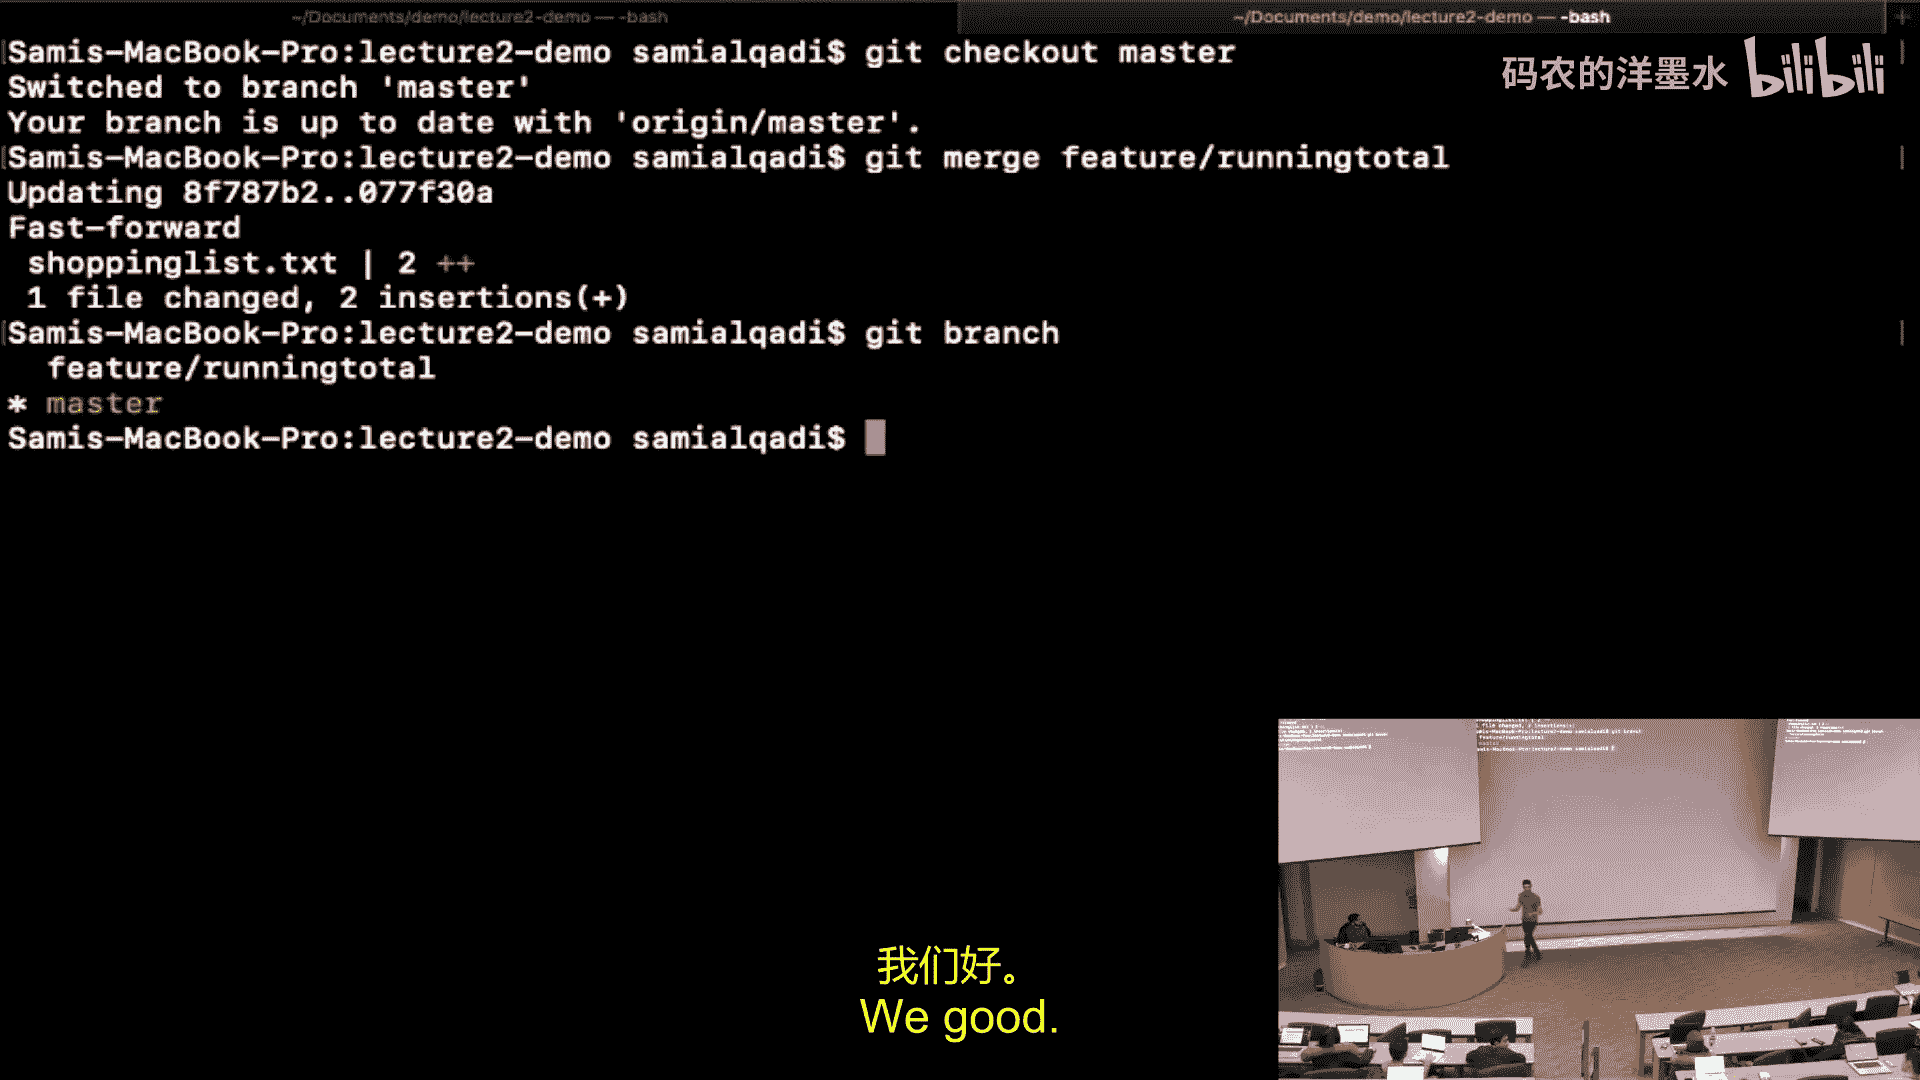 ~/Documents/demo/lecture2-demo — -bash
~/Documents/demo/lecture2-demo — -bash
Samis-MacBook-Pro:lecture2-demo samialqadi$ git checkout master
Switched to branch 'master'
Your branch is up to date with 'origin/master'.
Samis-MacBook-Pro:lecture2-demo samialqadi$ git merge feature/runningtotal
Updating 8f787b2..077f30a
Fast-forward
 shoppinglist.txt | 2 ++
 1 file changed, 2 insertions(+)
Samis-MacBook-Pro:lecture2-demo samialqadi$ git branch
  feature/runningtotal
* master
Samis-MacBook-Pro:lecture2-demo samialqadi$
码农的洋墨水 bilibili
我们好。
We good.